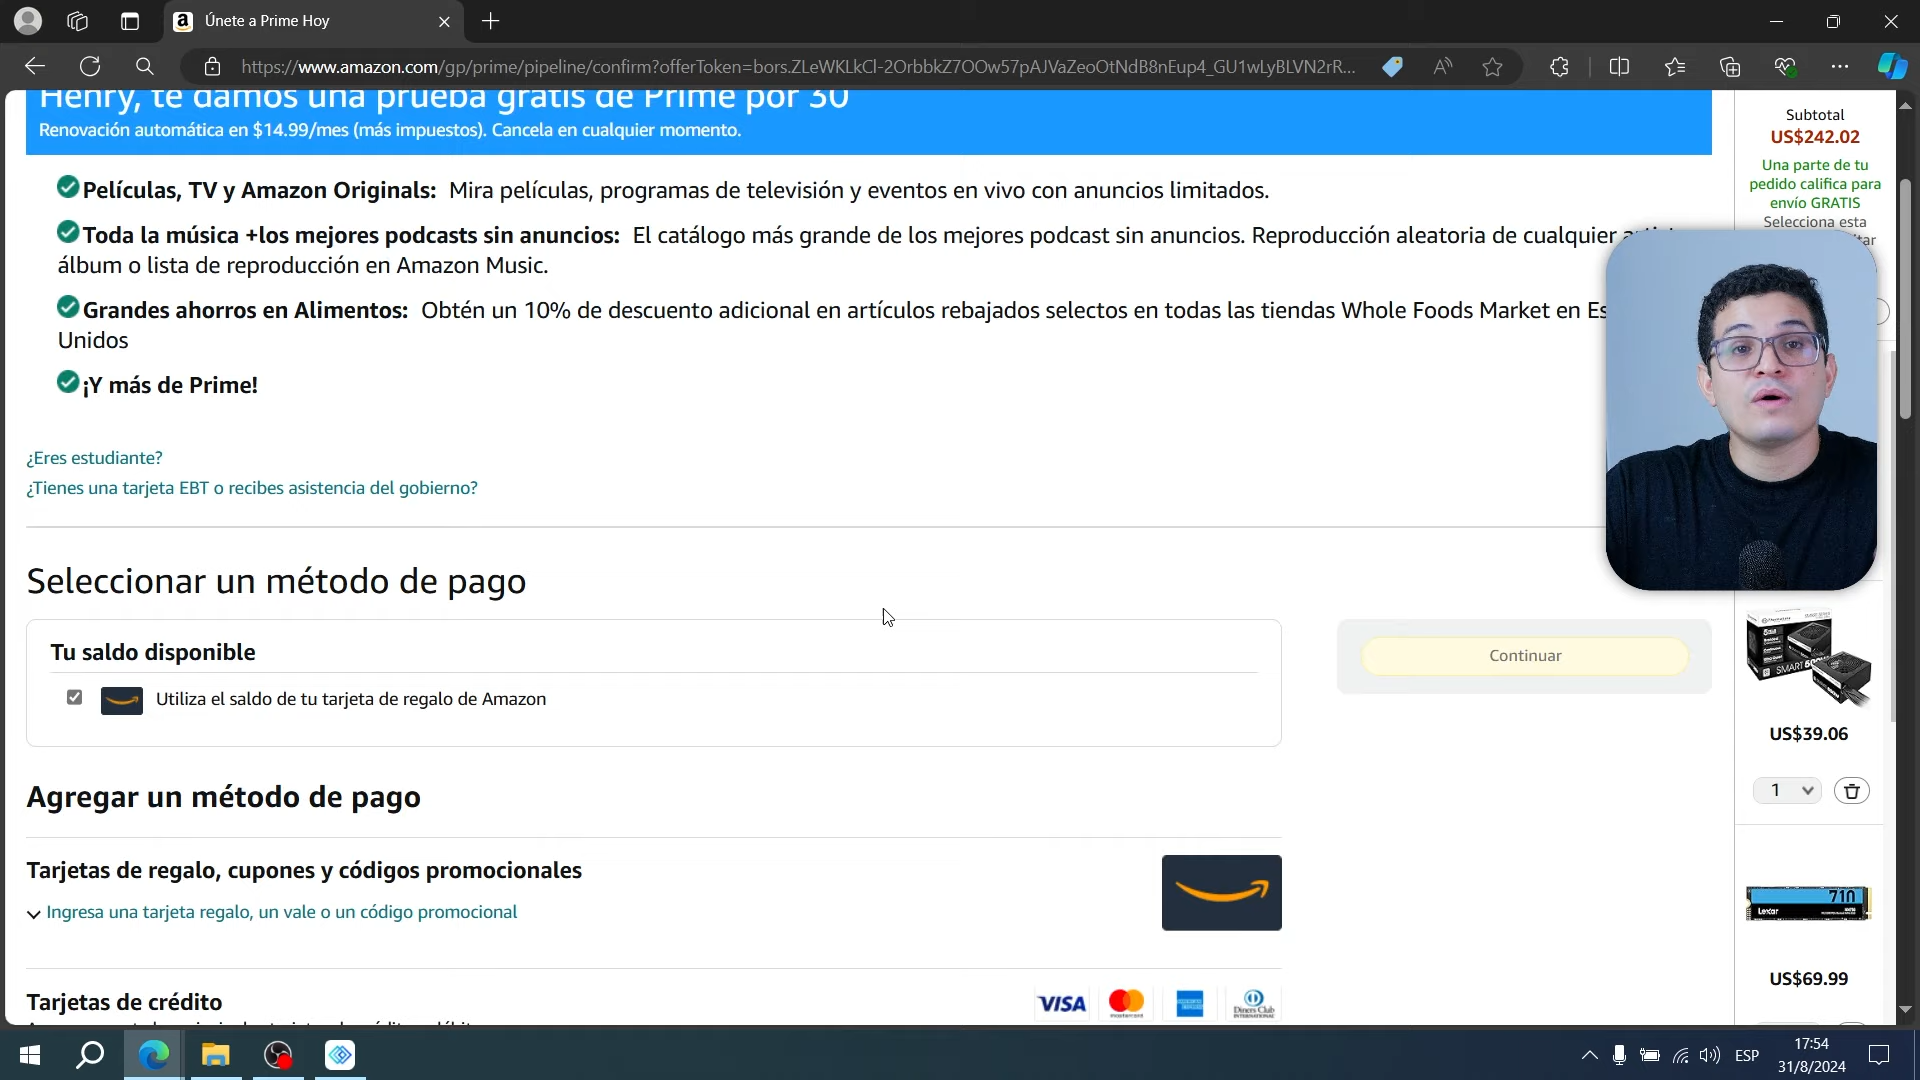 Únete a Prime Hoy
https://www.amazon.com/gp/prime/pipeline/confirm?offerToken=bors.ZLeWKLkCl-2OrbbkZ7OOw57pAJVaZeoOtNdB8nEup4_GU1wLyBLVN2rR...
Henry, te damos una prueba gratis de Prime por 30
Renovación automática en $14.99/mes (más impuestos). Cancela en cualquier momento.
Películas, TV y Amazon Originals: Mira películas, programas de televisión y eventos en vivo con anuncios limitados.
Toda la música +los mejores podcasts sin anuncios: El catálogo más grande de los mejores podcast sin anuncios. Reproducción aleatoria de cualquier
álbum o lista de reproducción en Amazon Music.
Grandes ahorros en Alimentos: Obtén un 10% de descuento adicional en artículos rebajados selectos en todas las tiendas Whole Foods Market en Es
Unidos
¡Y más de Prime!
¿Eres estudiante?
¿Tienes una tarjeta EBT o recibes asistencia del gobierno?
Seleccionar un método de pago
Tu saldo disponible
Utiliza el saldo de tu tarjeta de regalo de Amazon
Continuar
Agregar un método de pago
Tarjetas de regalo, cupones y códigos promocionales
Ingresa una tarjeta regalo, un vale o un código promocional
Tarjetas de crédito
VISA
mastercard
Diners Club
INTERNATIONAL
Subtotal
US$242.02
Una parte de tu
pedido califica para
envío GRATIS
Selecciona esta
SMART
US$39.06
1
710
Lexar
US$69.99
ESP
17:54
31/8/2024